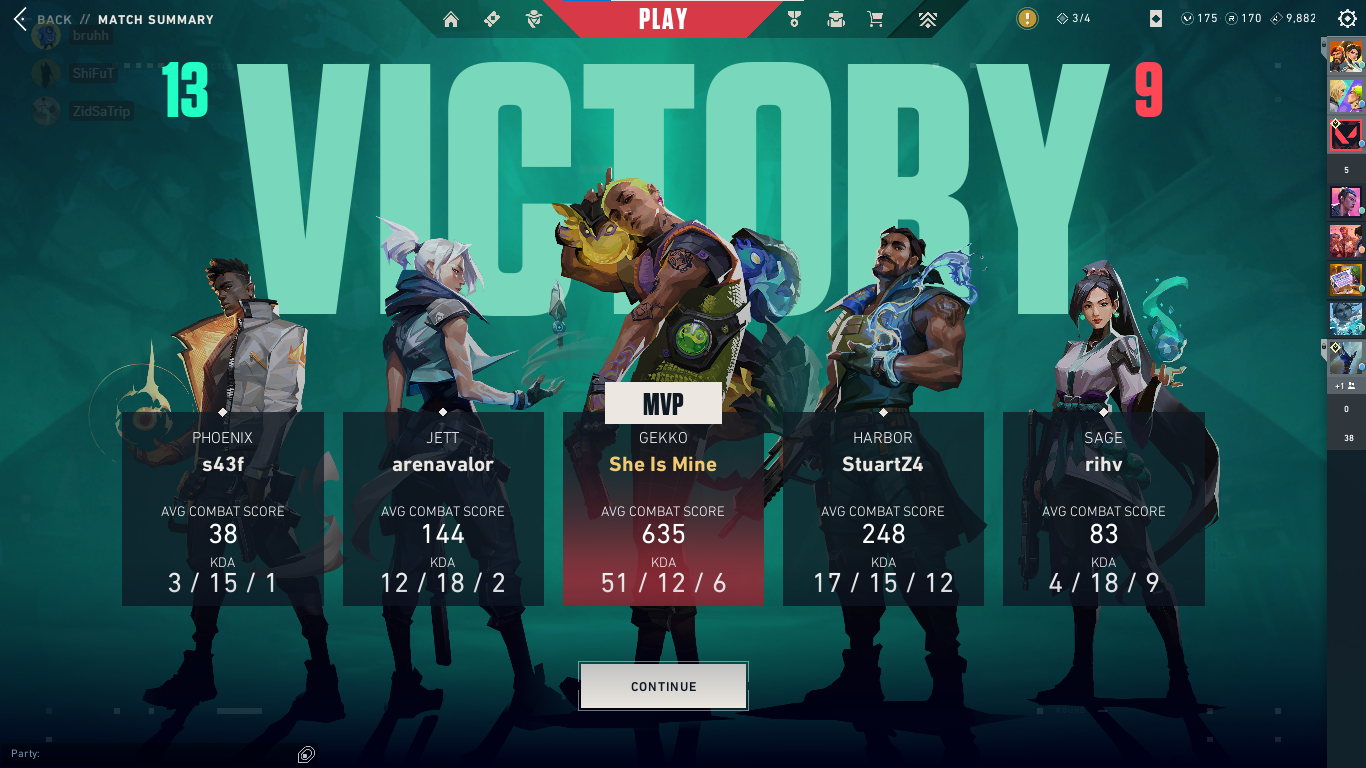 BACK // MATCH SUMMARY
PLAY
3/4
175
170
9,882
bruhh
ShiFuT
ZidSaTrip
13
VICTORY
9
5
+1
0
38
MVP
PHOENIX
s43f
AVG COMBAT SCORE
38
KDA
3 / 15 / 1
JETT
arenavalor
AVG COMBAT SCORE
144
KDA
12 / 18 / 2
GEKKO
She Is Mine
AVG COMBAT SCORE
635
KDA
51 / 12 / 6
HARBOR
StuartZ4
AVG COMBAT SCORE
248
KDA
17 / 15 / 12
SAGE
rihv
AVG COMBAT SCORE
83
KDA
4 / 18 / 9
CONTINUE
Party: